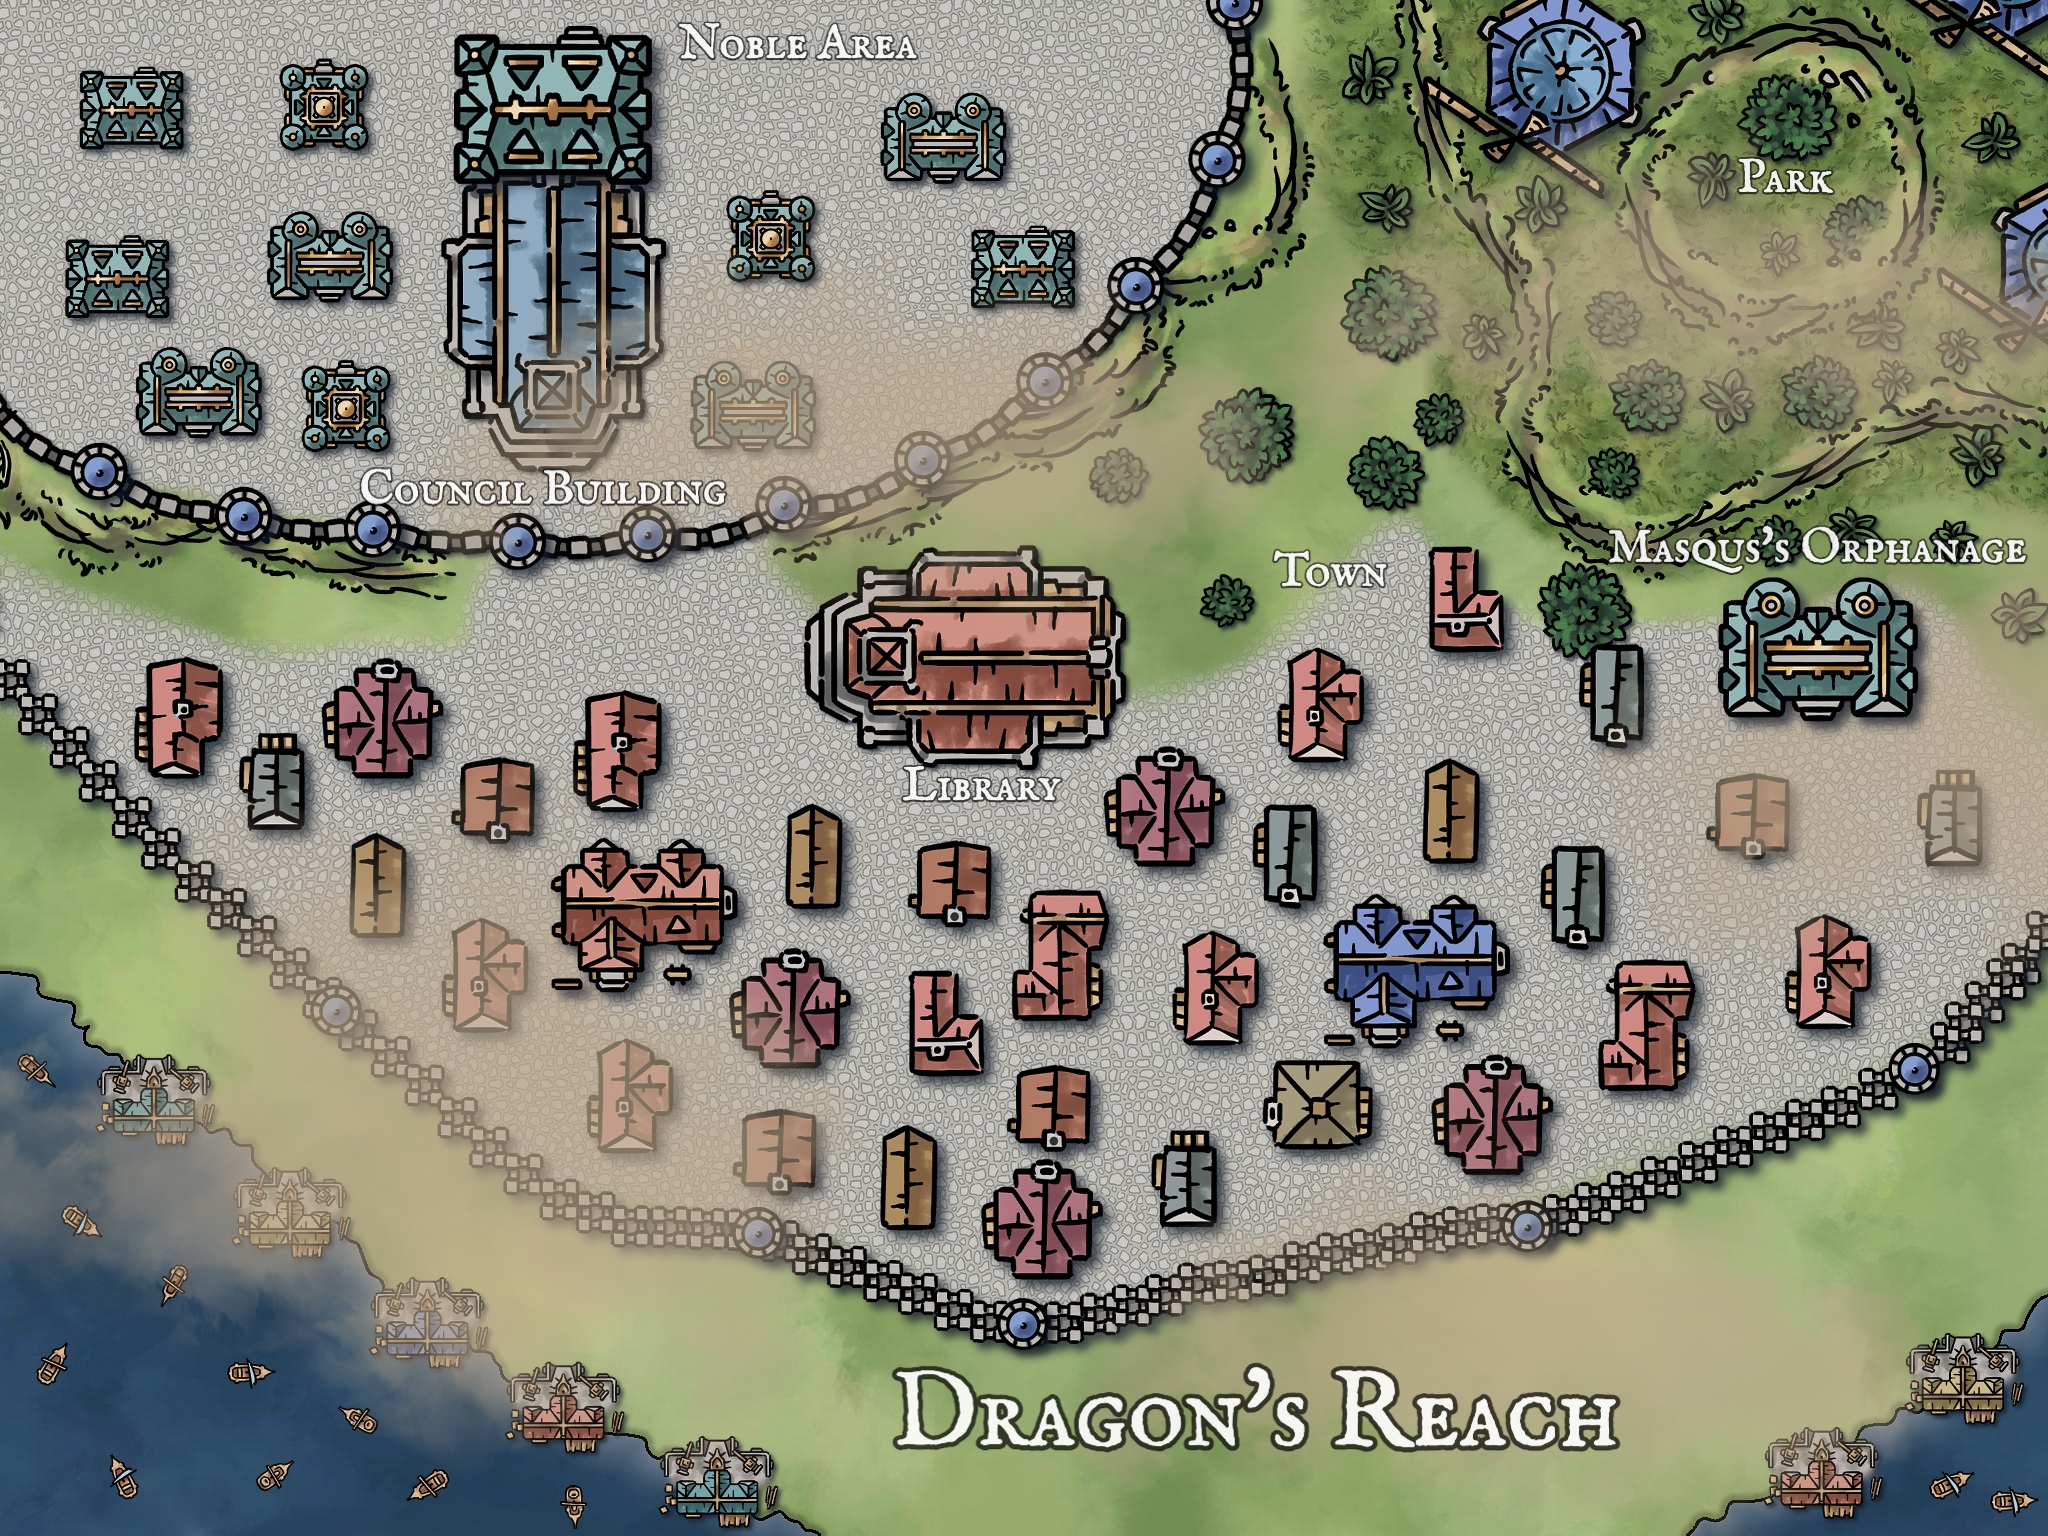 Noble Area
Park
Council Building
Masqus's Orphanage
Town
Library
Dragon's Reach